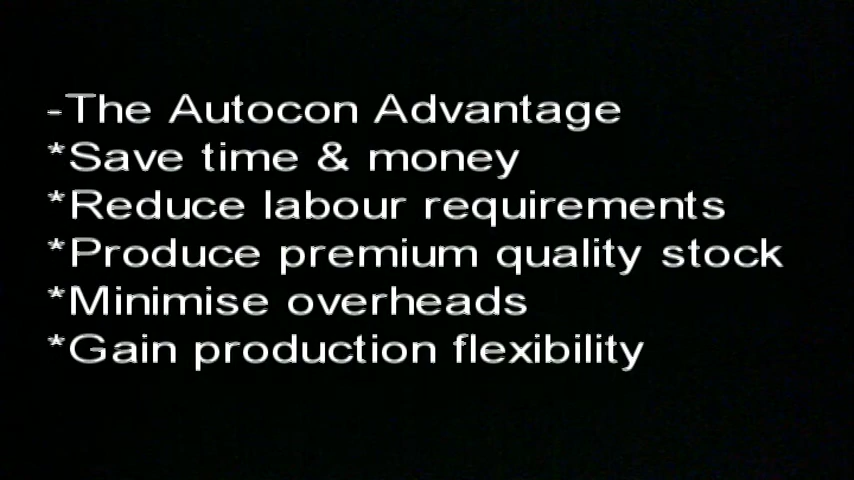 -The Autocon Advantage
*Save time & money
*Reduce labour requirements
*Produce premium quality stock
*Minimise overheads
*Gain production flexibility